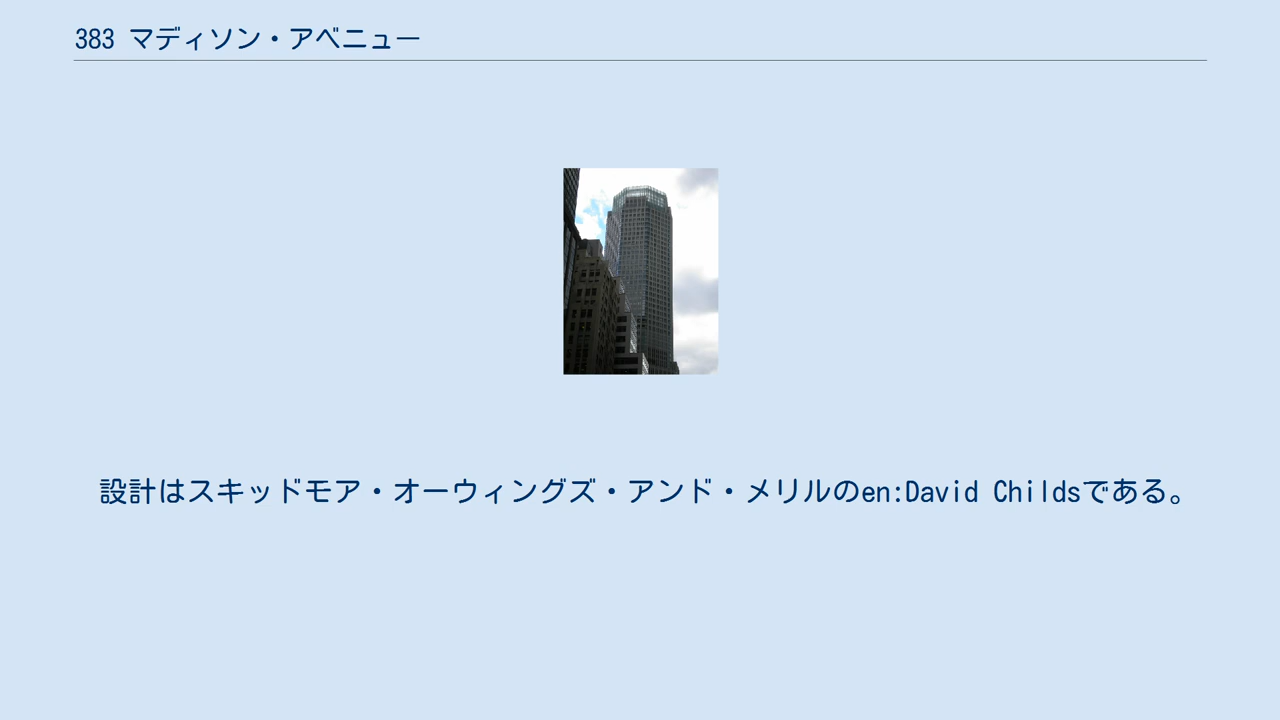 383 マディソン・アベニュー
設計はスキッドモア・オーウィングズ・アンド・メリルのen:David Childsである。